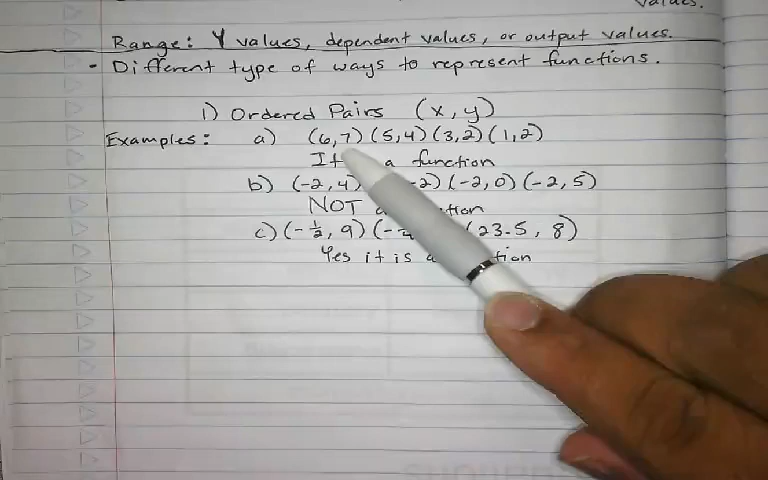 values.
Range: Y values, dependent values, or output values.
- Different type of ways to represent functions.
1) Ordered Pairs (x, y)
Examples: a) (6, 7) (5, 4) (3, 2) (1, 2)
It a function
b) (-2, 4) -2) (-2, 0) (-2, 5)
NOT
c) (-½, 9) (23.5, 8)
Yes it is